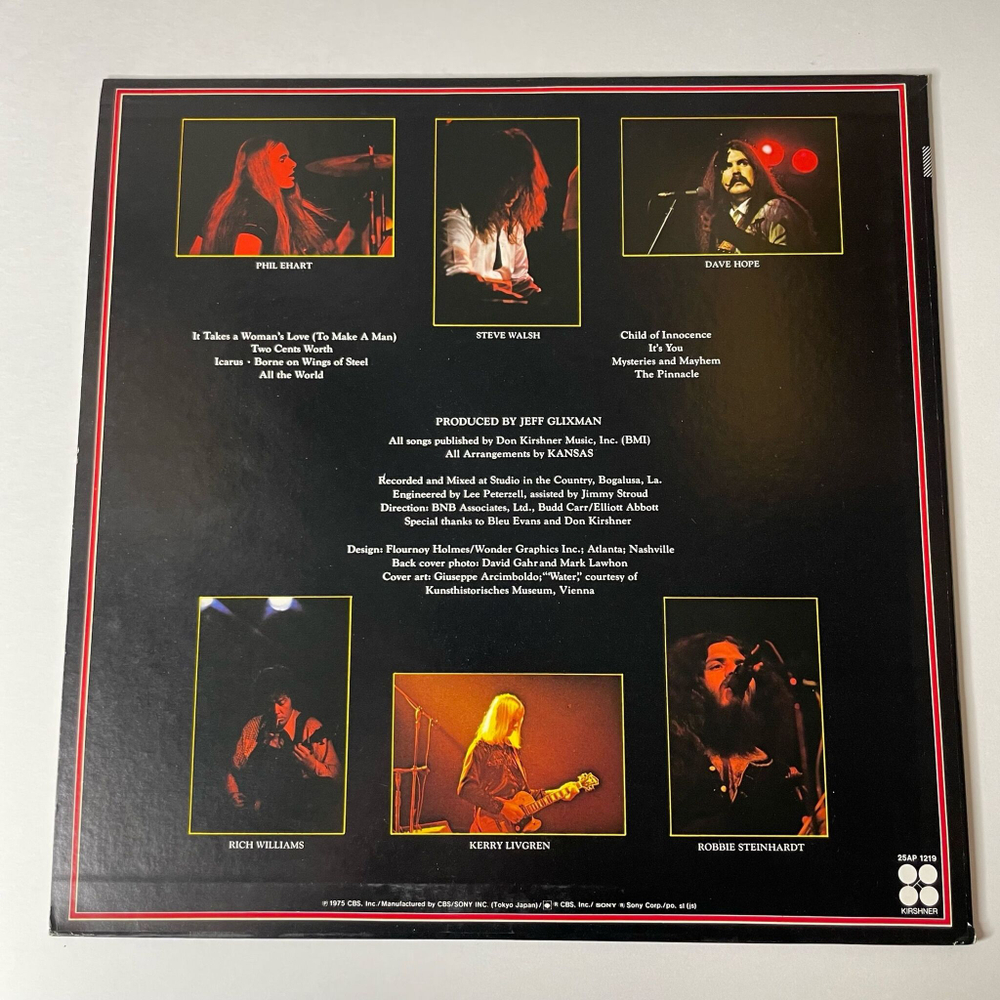 PHIL EHART
STEVE WALSH
DAVE HOPE
It Takes a Woman's Love (To Make A Man)
Two Cents Worth
Icarus · Borne on Wings of Steel
All the World
Child of Innocence
It's You
Mysteries and Mayhem
The Pinnacle
PRODUCED BY JEFF GLIXMAN
All songs published by Don Kirshner Music, Inc. (BMI)
All Arrangements by KANSAS
Recorded and Mixed at Studio in the Country, Bogalusa, La.
Engineered by Lee Peterzell, assisted by Jimmy Stroud
Direction: BNB Associates, Ltd., Budd Carr/Elliott Abbott
Special thanks to Bleu Evans and Don Kirshner
Design: Flournoy Holmes/Wonder Graphics Inc.; Atlanta; Nashville
Back cover photo: David Gahr and Mark Lawhon
Cover art: Giuseppe Arcimboldo; "Water," courtesy of
Kunsthistorisches Museum, Vienna
RICH WILLIAMS
KERRY LIVGREN
ROBBIE STEINHARDT
25AP 1219
KIRSHNER
℗ 1975 CBS. Inc./Manufactured by CBS/SONY INC. (Tokyo Japan)/ ® CBS, Inc./ SONY ® Sony Corp./po. sl (js)